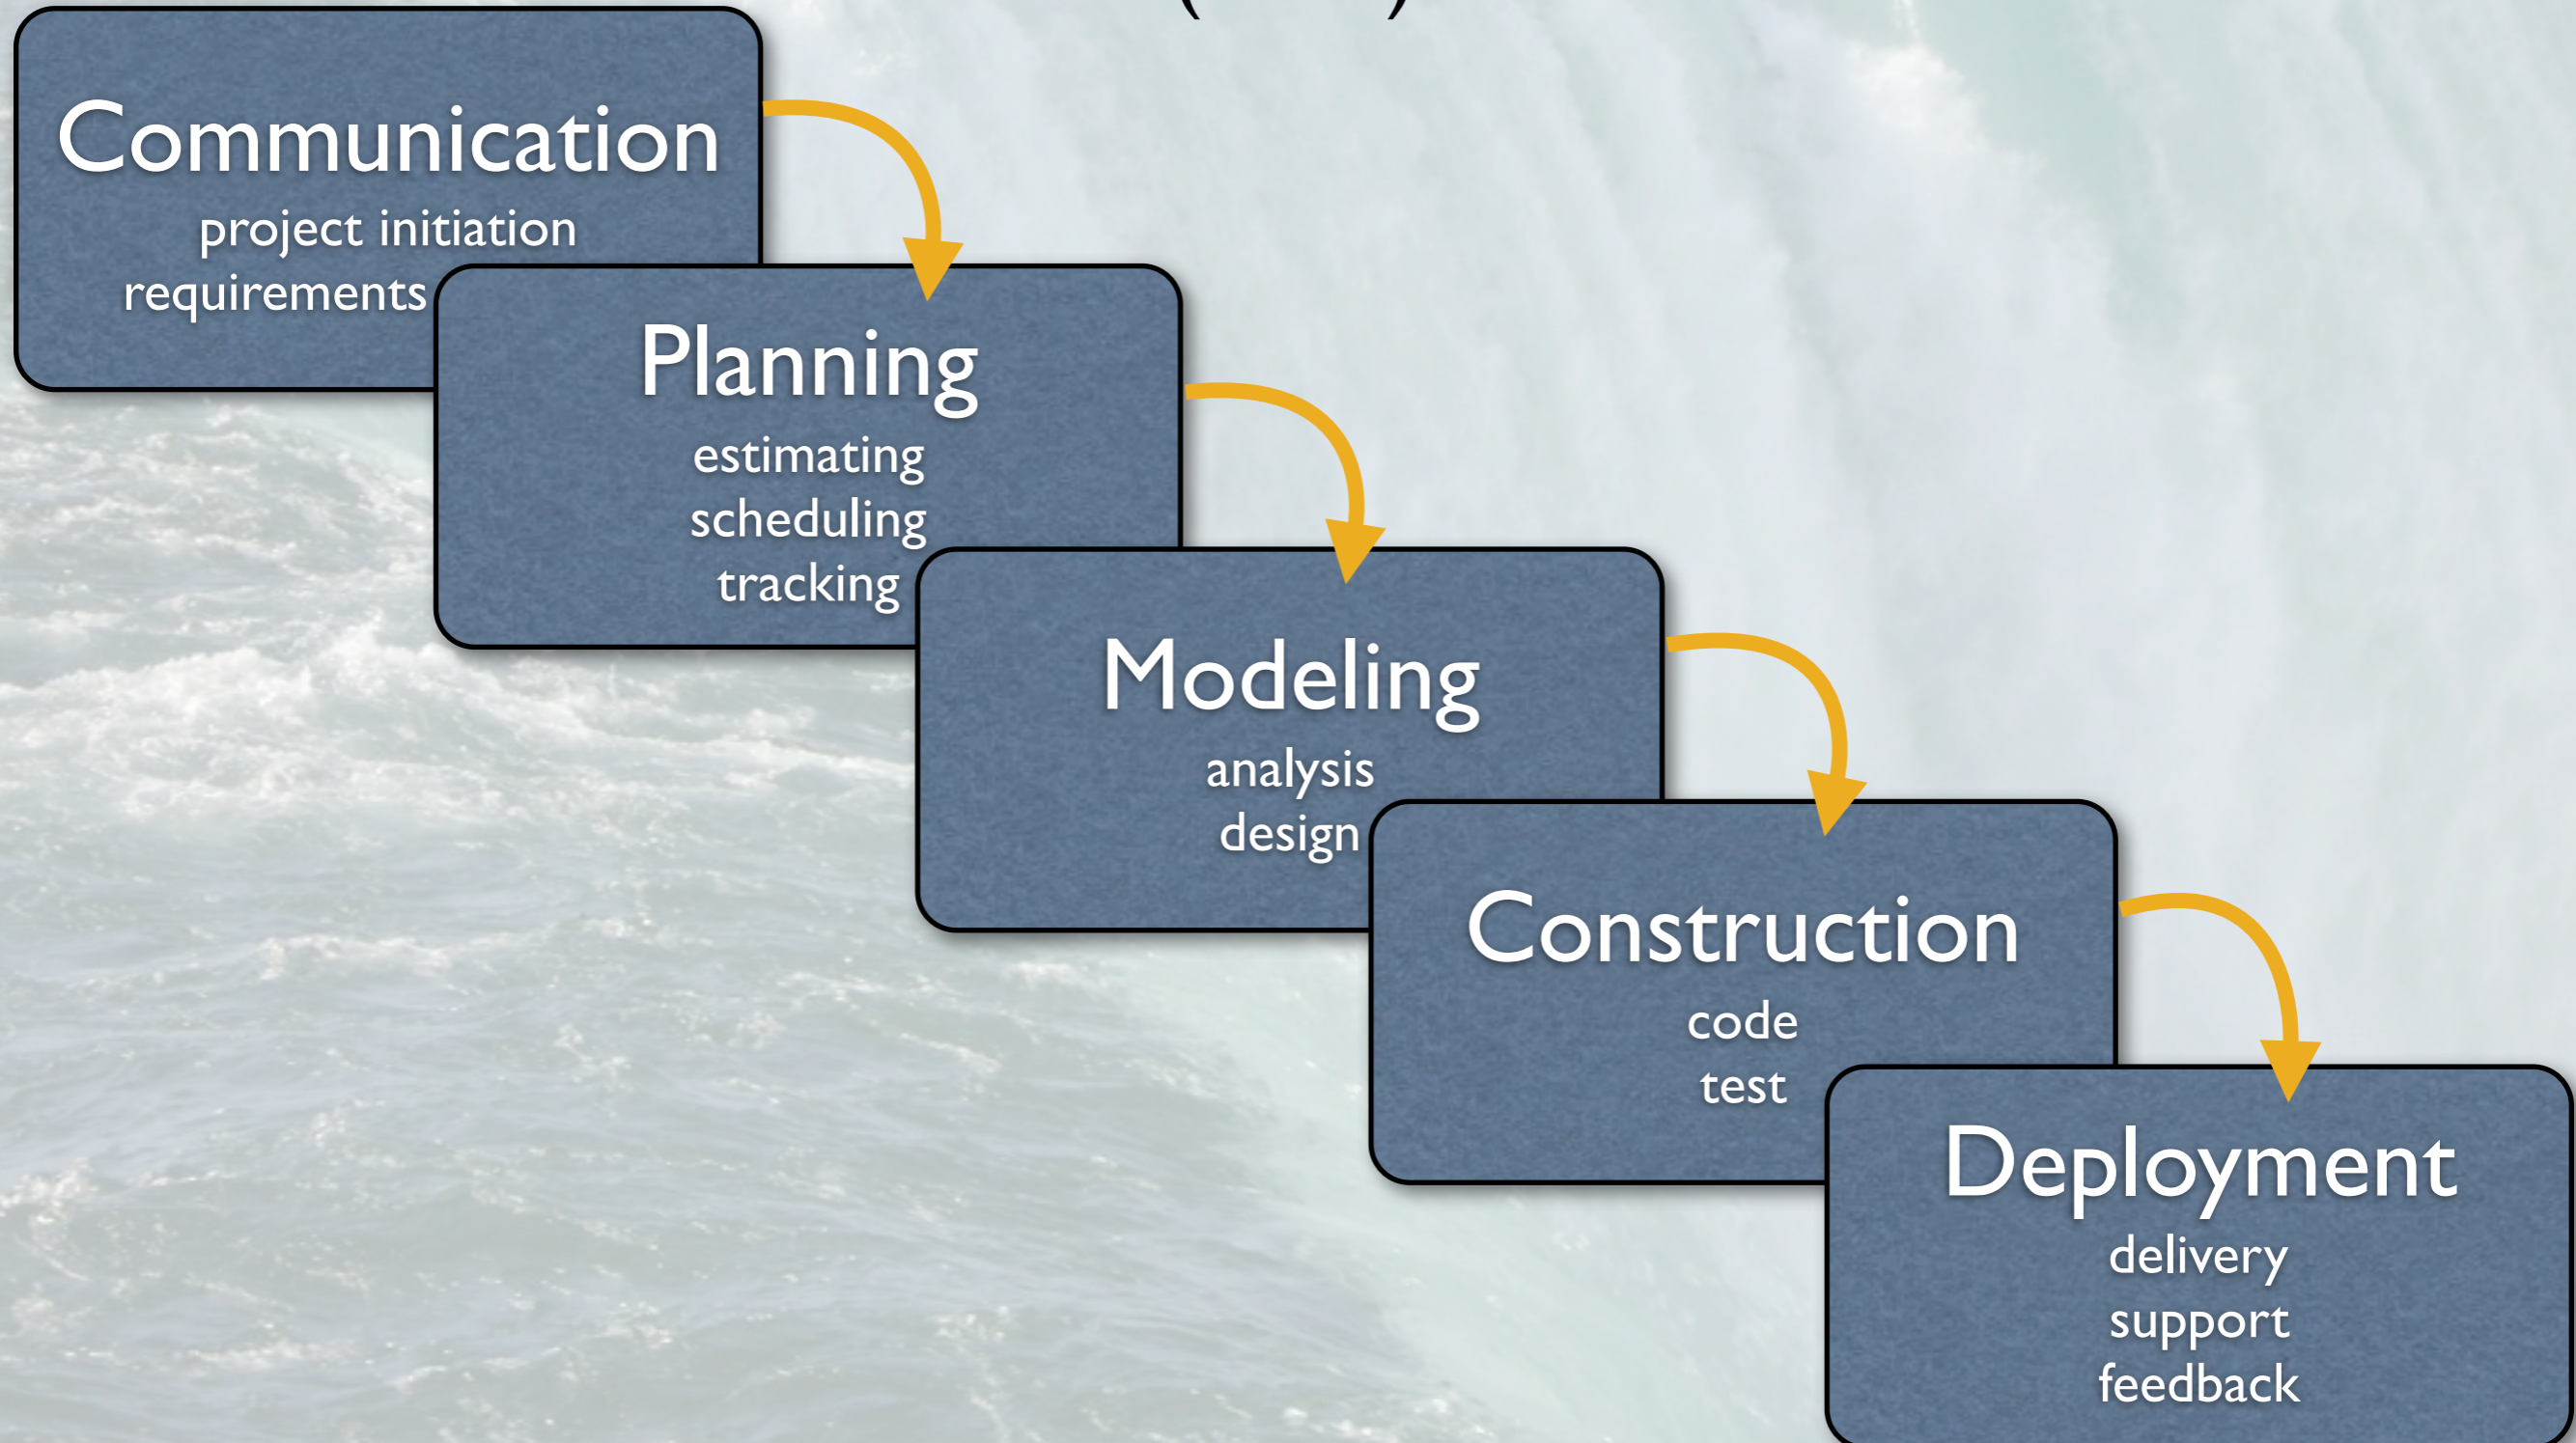 Communication
project initiation
requirements
Planning
estimating
scheduling
tracking
Modeling
analysis
design
Construction
code
test
Deployment
delivery
support
feedback